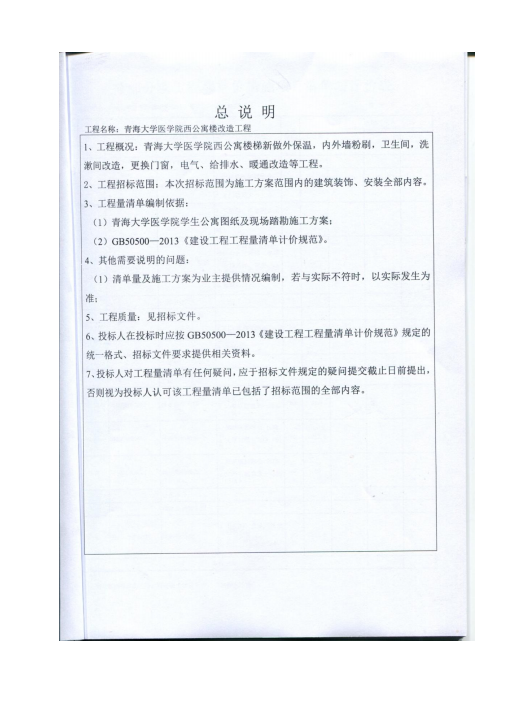 总 说 明
工程名称：青海大学医学院西公寓楼改造工程
1、工程概况：青海大学医学院西公寓楼楼梯新做外保温，内外墙粉刷，卫生间，洗
漱间改造，更换门窗，电气、给排水、暖通改造等工程。
2、工程招标范围：本次招标范围为施工方案范围内的建筑装饰、安装全部内容。
3、工程量清单编制依据：
（1）青海大学医学院学生公寓图纸及现场踏勘施工方案；
（2）GB50500—2013《建设工程工程量清单计价规范》。
4、其他需要说明的问题：
（1）清单量及施工方案为业主提供情况编制，若与实际不符时，以实际发生为
准；
5、工程质量：见招标文件。
6、投标人在投标时应按 GB50500—2013《建设工程工程量清单计价规范》规定的
统一格式、招标文件要求提供相关资料。
7、投标人对工程量清单有任何疑问，应于招标文件规定的疑问提交截止日前提出，
否则视为投标人认可该工程量清单已包括了招标范围的全部内容。